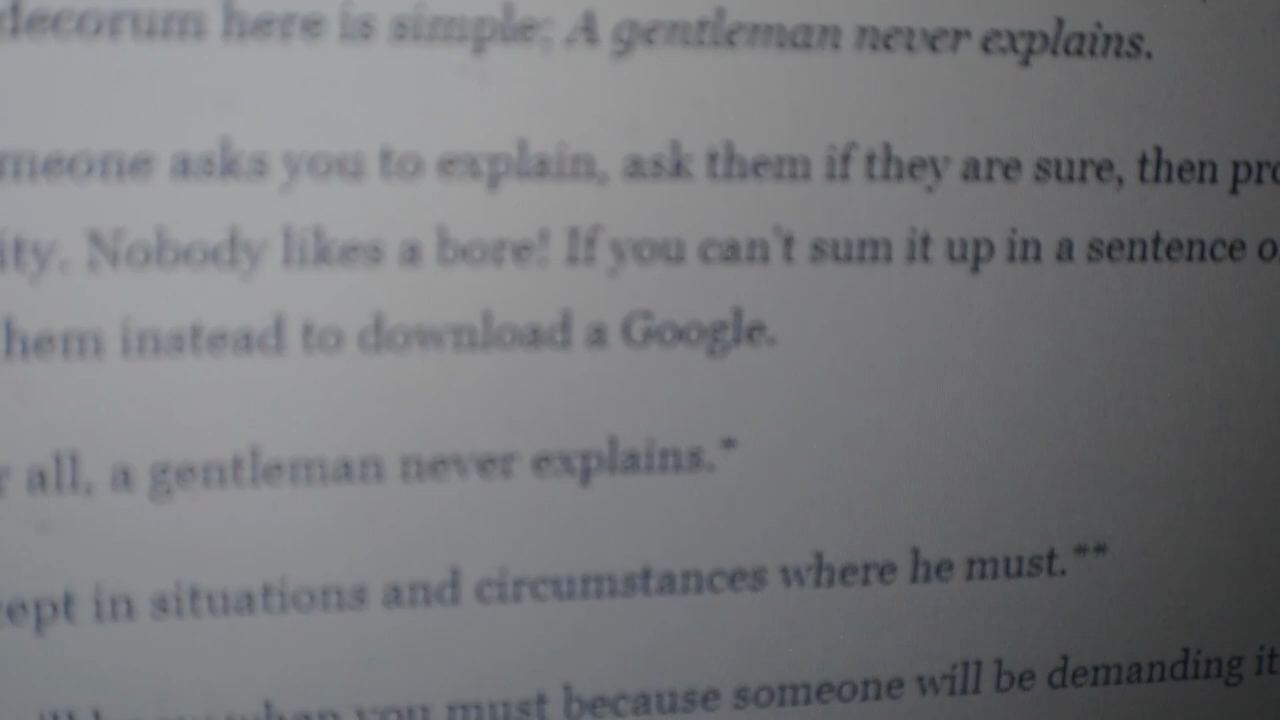 decorum here is simple: A gentleman never explains.
meone asks you to explain, ask them if they are sure, then pro
ity. Nobody likes a bore! If you can't sum it up in a sentence o
hem instead to download a Google.
r all, a gentleman never explains.*
cept in situations and circumstances where he must.**
when you must because someone will be demanding it